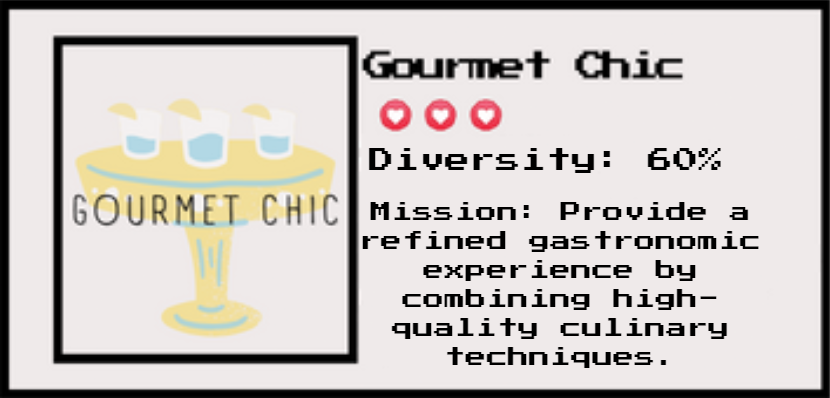 GOURMET CHIC
Gourmet Chic
Diversity: 60%
Mission: Provide a
refined gastronomic
experience by
combining high-
quality culinary
techniques.